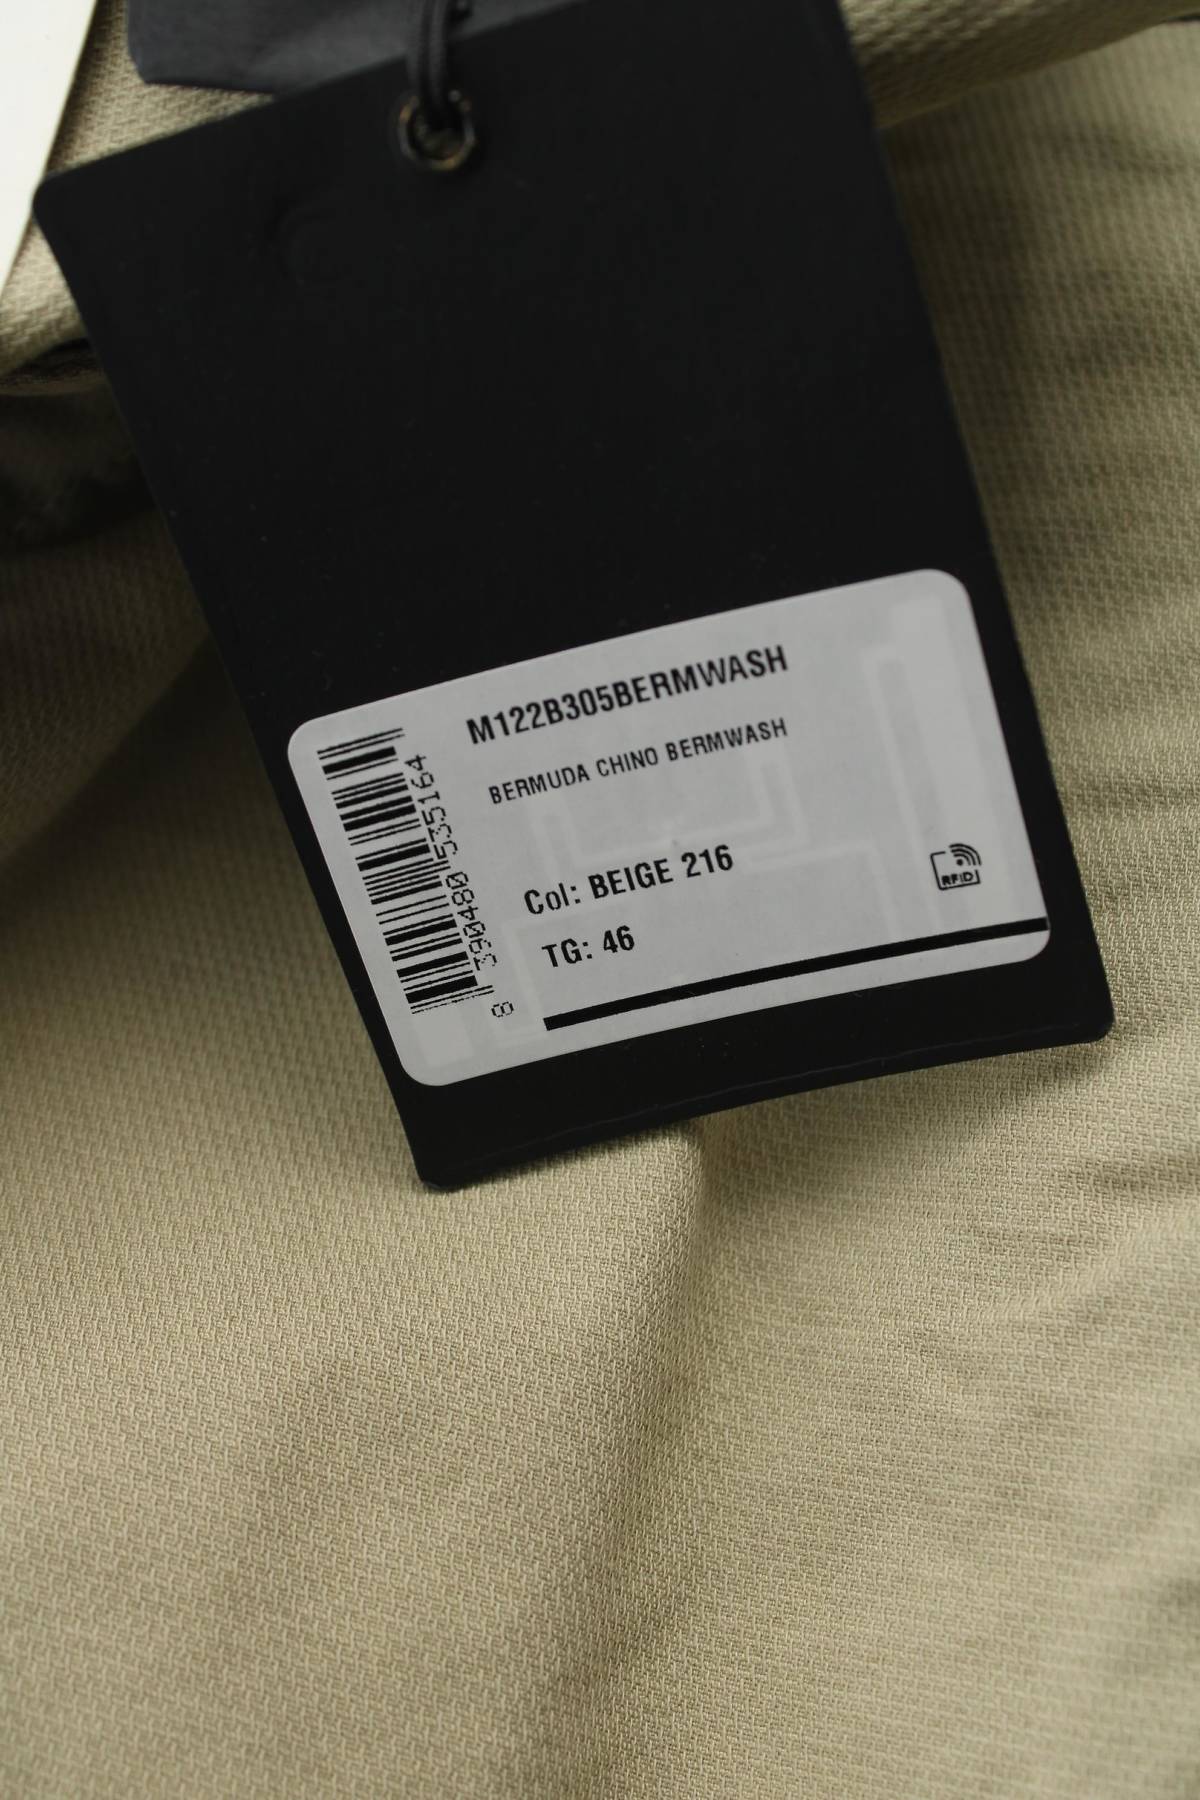 M122B305BERMWASH
BERMUDA CHINO BERMWASH
Col: BEIGE 216
TG: 46
RFID
8 390480 535164